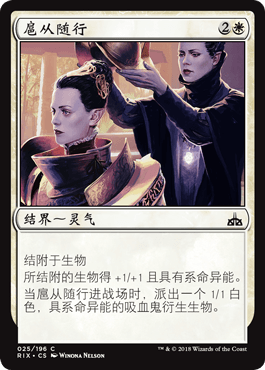 扈从随行 2
结界～灵气
结附于生物
所结附的生物得 +1/+1 且具有系命异能。
当扈从随行进战场时，派出一个 1/1 白
色，具系命异能的吸血鬼衍生生物。
025/196 C
RIX • CS Winona Nelson
™ & © 2018 Wizards of the Coast